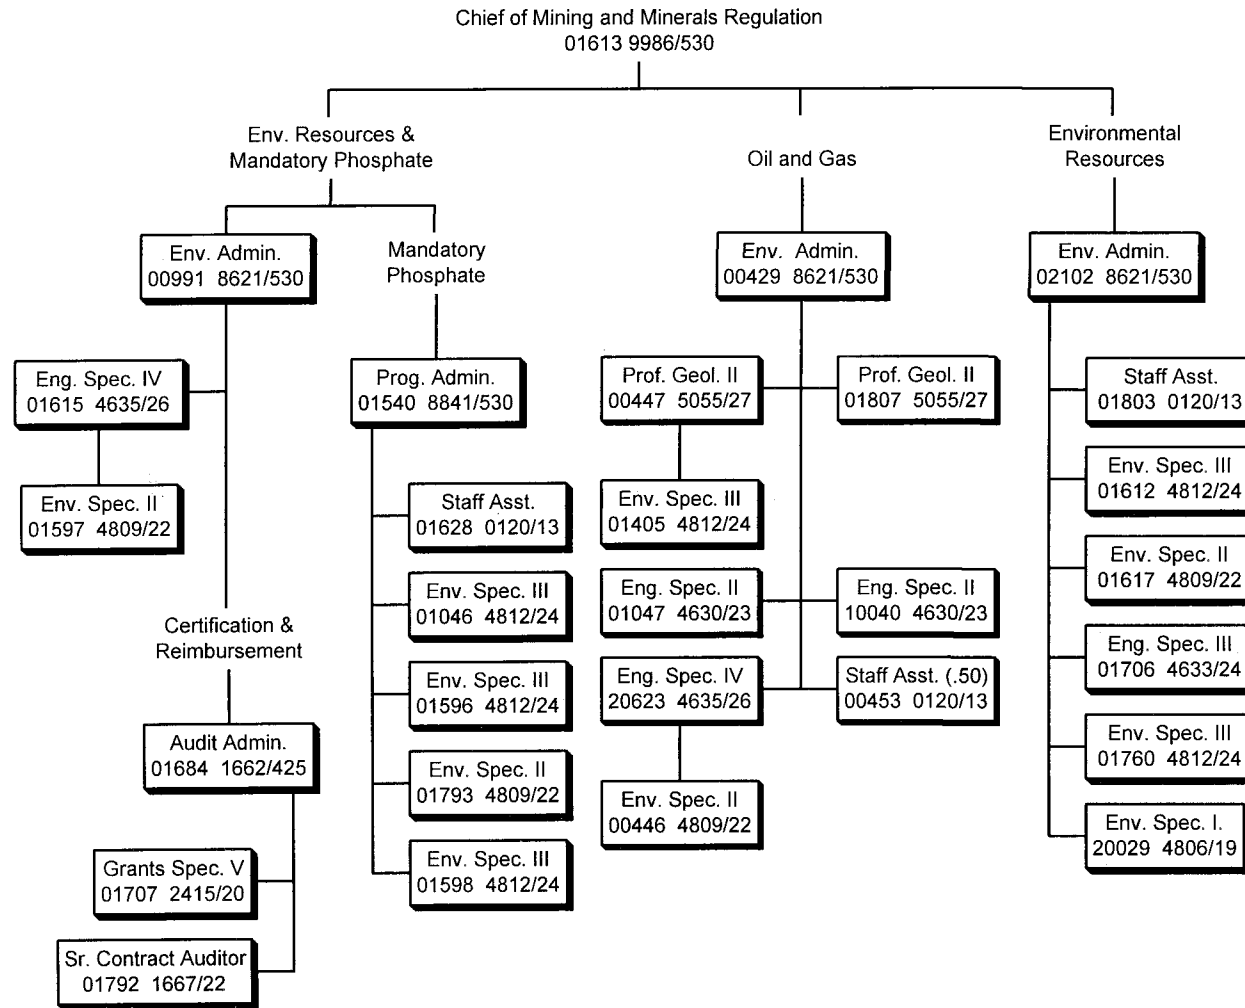 Chief of Mining and Minerals Regulation
01613 9986/530
Env. Resources &
Mandatory Phosphate
Oil and Gas
Environmental
Resources
Env. Admin.
00991 8621/530
Mandatory
Phosphate
Env. Admin.
00429 8621/530
Env. Admin.
02102 8621/530
Eng. Spec. IV
01615 4635/26
Env. Spec. II
01597 4809/22
Certification &
Reimbursement
Audit Admin.
01684 1662/425
Grants Spec. V
01707 2415/20
Sr. Contract Auditor
01792 1667/22
Prog. Admin.
01540 8841/530
Staff Asst.
01628 0120/13
Env. Spec. III
01046 4812/24
Env. Spec. III
01596 4812/24
Env. Spec. II
01793 4809/22
Env. Spec. III
01598 4812/24
Prof. Geol. II
00447 5055/27
Prof. Geol. II
01807 5055/27
Env. Spec. III
01405 4812/24
Eng. Spec. II
01047 4630/23
Eng. Spec. II
10040 4630/23
Eng. Spec. IV
20623 4635/26
Staff Asst. (.50)
00453 0120/13
Env. Spec. II
00446 4809/22
Staff Asst.
01803 0120/13
Env. Spec. III
01612 4812/24
Env. Spec. II
01617 4809/22
Eng. Spec. III
01706 4633/24
Env. Spec. III
01760 4812/24
Env. Spec. I.
20029 4806/19